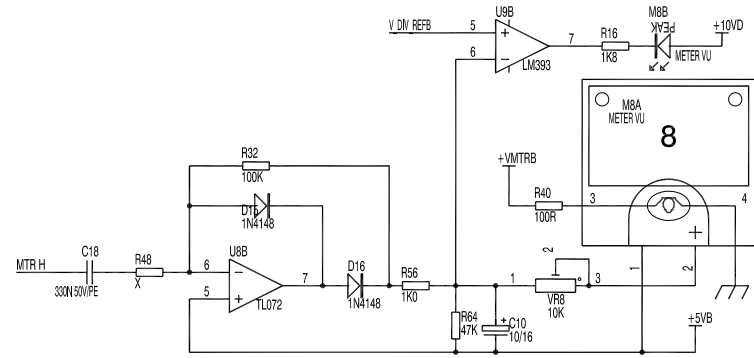 U9B
M8B
PEAK
+10VD
V_DIV_REFB
5
6
7
R16
1K8
LM393
METER VU
M8A
METER VU
8
+VMTRB
R40
100R
3
4
R32
100K
D15
1N4148
C18
MTR H
330N 50V/PE
R48
X
U8B
6
5
7
TL072
D16
1N4148
R56
1K0
1
2
3
VR8
10K
1
2
R64
47K
C10
10/16
+5VB